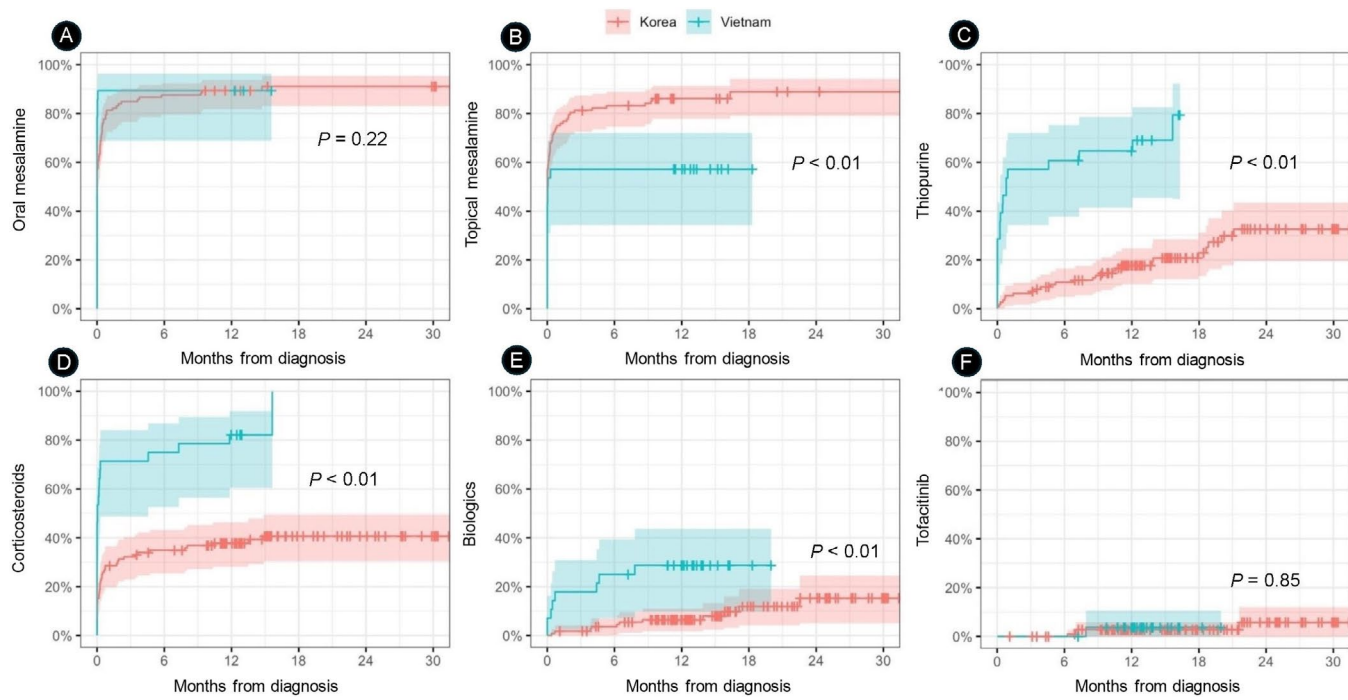 Korea Vietnam
A B C
Oral mesalamine
100%
80%
60%
40%
20%
0%
P = 0.22
0 6 12 18 24 30
Months from diagnosis
Topical mesalamine
100%
80%
60%
40%
20%
0%
P < 0.01
0 6 12 18 24 30
Months from diagnosis
Thiopurine
100%
80%
60%
40%
20%
0%
P < 0.01
0 6 12 18 24 30
Months from diagnosis
D E F
Corticosteroids
100%
80%
60%
40%
20%
0%
P < 0.01
0 6 12 18 24 30
Months from diagnosis
Biologics
100%
80%
60%
40%
20%
0%
P < 0.01
0 6 12 18 24 30
Months from diagnosis
Tofacitinib
100%
80%
60%
40%
20%
0%
P = 0.85
0 6 12 18 24 30
Months from diagnosis